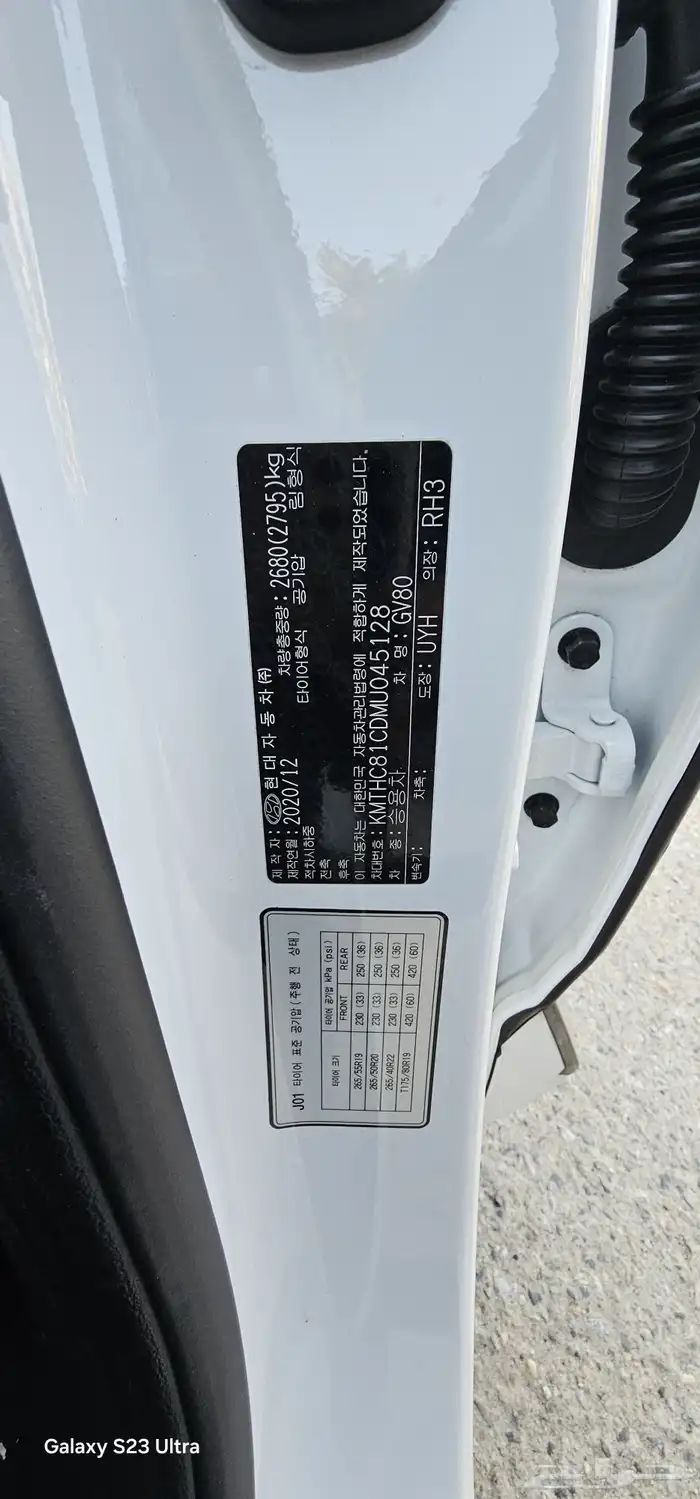 제 작 자: 현 대 자 동 차 ㈜
제작연월: 2020/12 차량총중량: 2680(2795)kg
적차시하중 타이어형식 공기압 림형식
전축
후축
이 자동차는 대한민국 자동차관리법령에 적합하게 제작되었습니다.
차대번호: KMTHC81CDMU045128
차 종: 승용차 차 명: GV80
변속기: 차축: 도장: UYH 의장: RH3
J01 타이어 표준 공기압 (주행 전 상태)
타이어 크기 타이어 공기압 kPa (psi)
FRONT REAR
265/55R19 230 (33) 250 (36)
265/50R20 230 (33) 250 (36)
265/40R22 230 (33) 250 (36)
T175/80R19 420 (60) 420 (60)
Galaxy S23 Ultra